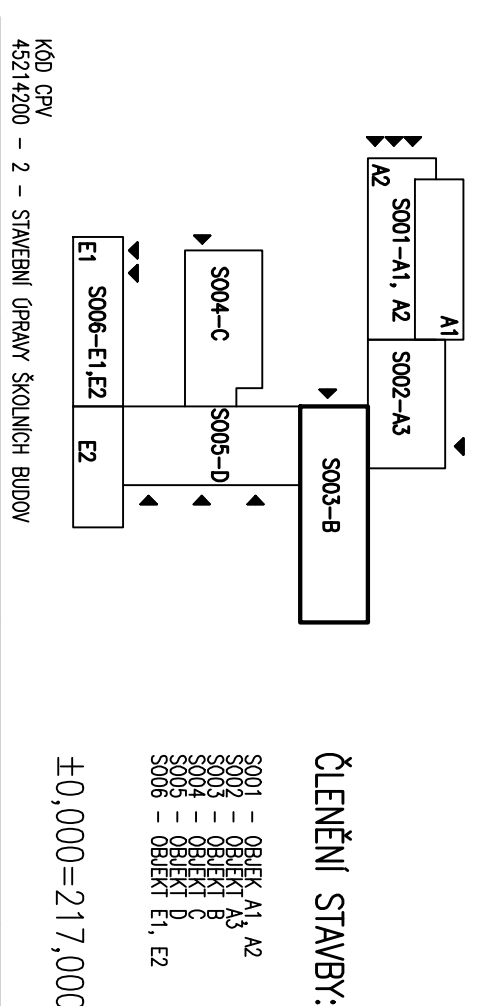 A1
A2
SO01-A1, A2
SO02-A3
SO03-B
SO04-C
SO05-D
E1
SO06-E1,E2
E2
KÓD CPV
45214200 - 2 - STAVEBNÍ ÚPRAVY ŠKOLNÍCH BUDOV
ČLENĚNÍ STAVBY:
SO01 - OBJEK A1, A2
SO02 - OBJEKT A3
SO03 - OBJEKT B
SO04 - OBJEKT C
SO05 - OBJEKT D
SO06 - OBJEKT E1, E2
±0,000=217,000